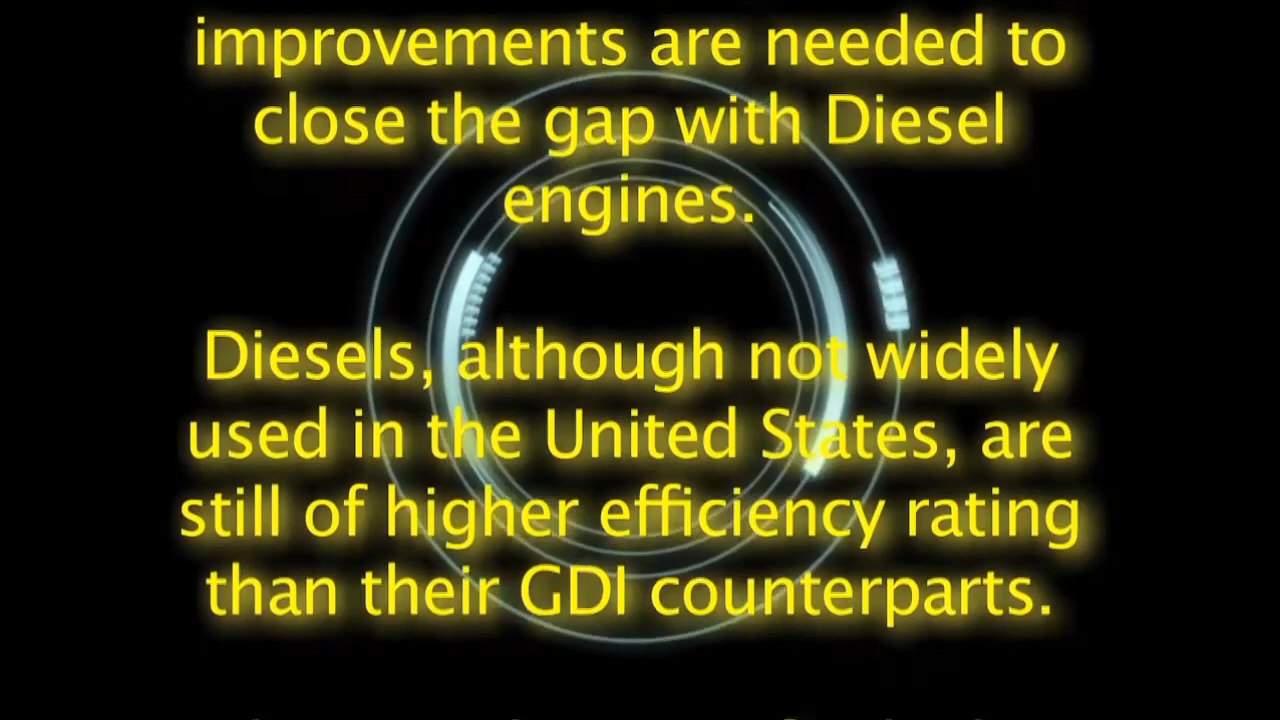 improvements are needed to
close the gap with Diesel
engines.
Diesels, although not widely
used in the United States, are
still of higher efficiency rating
than their GDI counterparts.